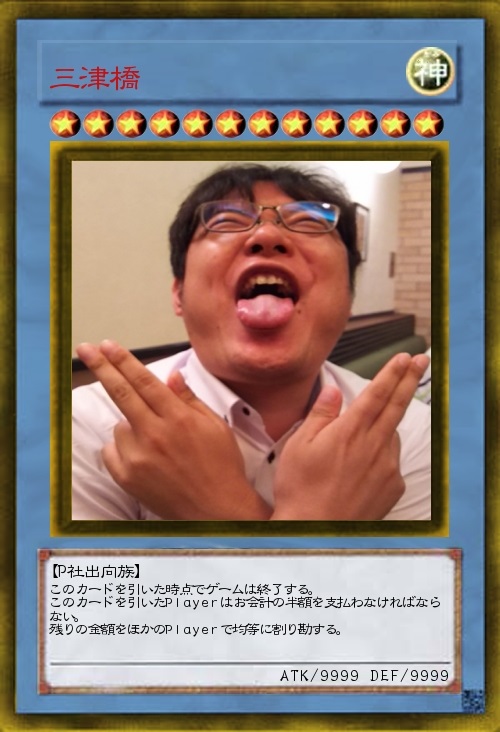 三津橋
神
【P社出向族】
このカードを引いた時点でゲームは終了する。
このカードを引いたPlayerはお会計の半額を支払わなければなら
ない。
残りの金額をほかのPlayerで均等に割り勘する。
ATK/9999 DEF/9999